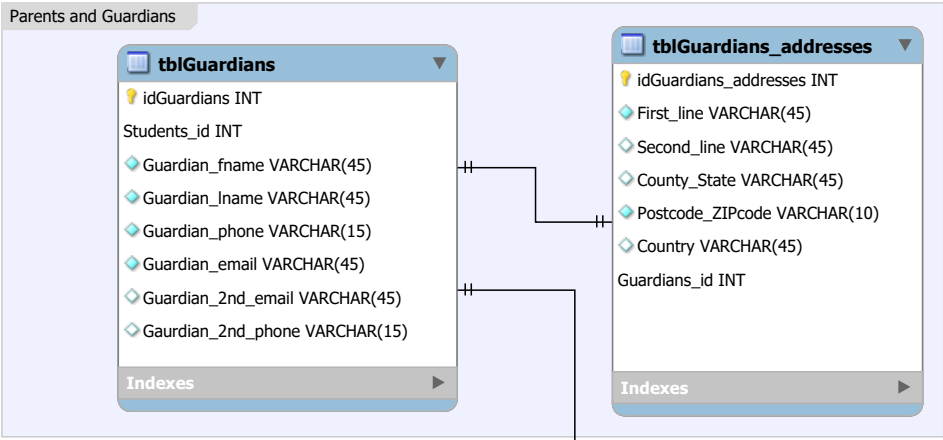 Parents and Guardians
tblGuardians
idGuardians INT
Students_id INT
Guardian_fname VARCHAR(45)
Guardian_lname VARCHAR(45)
Guardian_phone VARCHAR(15)
Guardian_email VARCHAR(45)
Guardian_2nd_email VARCHAR(45)
Gaurdian_2nd_phone VARCHAR(15)
Indexes
tblGuardians_addresses
idGuardians_addresses INT
First_line VARCHAR(45)
Second_line VARCHAR(45)
County_State VARCHAR(45)
Postcode_ZIPcode VARCHAR(10)
Country VARCHAR(45)
Guardians_id INT
Indexes